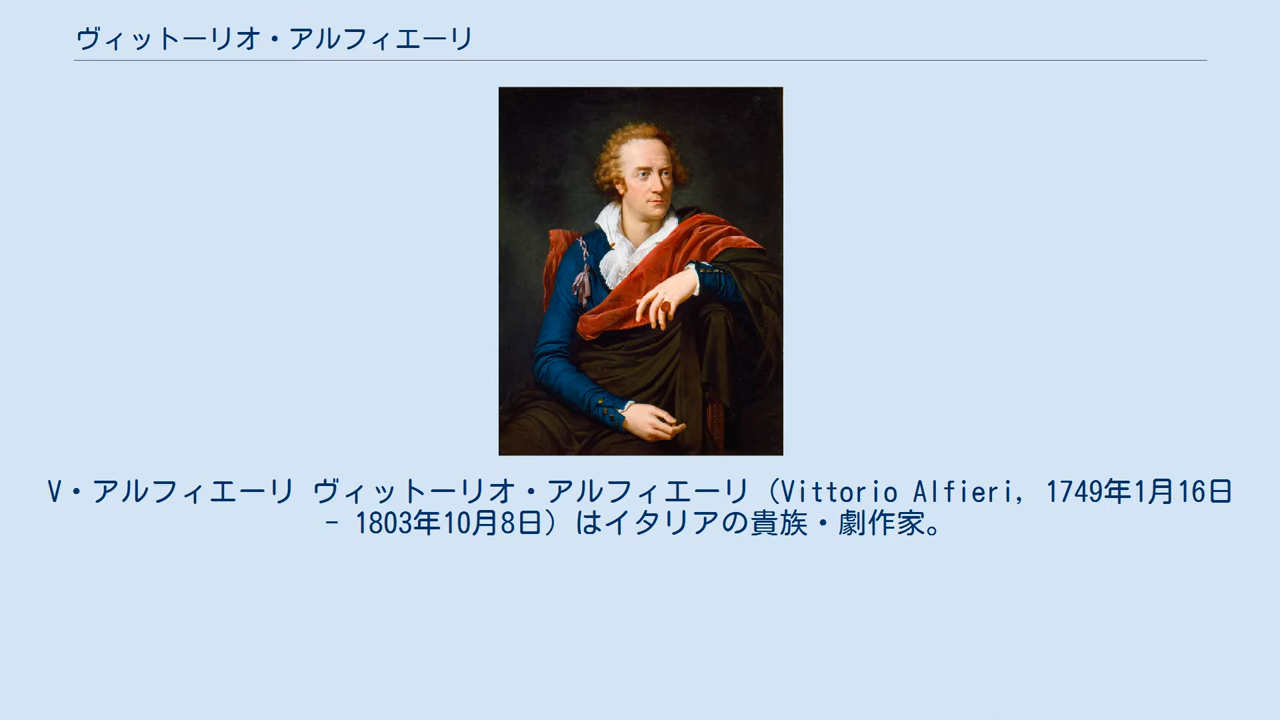 ヴィットーリオ・アルフィエーリ
V・アルフィエーリ ヴィットーリオ・アルフィエーリ（Vittorio Alfieri, 1749年1月16日
- 1803年10月8日）はイタリアの貴族・劇作家。